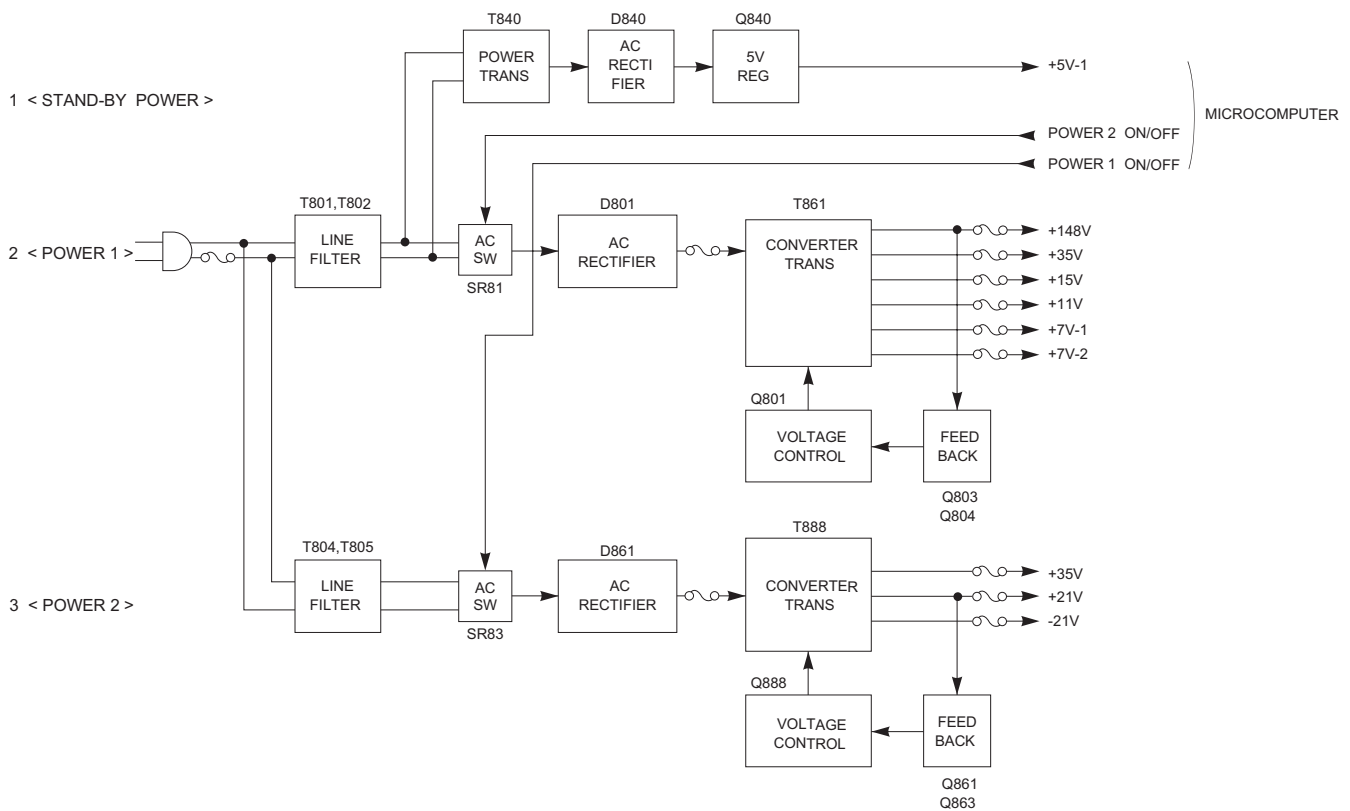 T840
D840
Q840
POWER
TRANS
AC
RECTI
FIER
5V
REG
+5V-1
1 < STAND-BY POWER >
MICROCOMPUTER
POWER 2 ON/OFF
POWER 1 ON/OFF
T801,T802
D801
T861
2 < POWER 1 >
LINE
FILTER
AC
SW
SR81
AC
RECTIFIER
CONVERTER
TRANS
+148V
+35V
+15V
+11V
+7V-1
+7V-2
Q801
VOLTAGE
CONTROL
FEED
BACK
Q803
Q804
T804,T805
D861
T888
3 < POWER 2 >
LINE
FILTER
AC
SW
SR83
AC
RECTIFIER
CONVERTER
TRANS
+35V
+21V
-21V
Q888
VOLTAGE
CONTROL
FEED
BACK
Q861
Q863